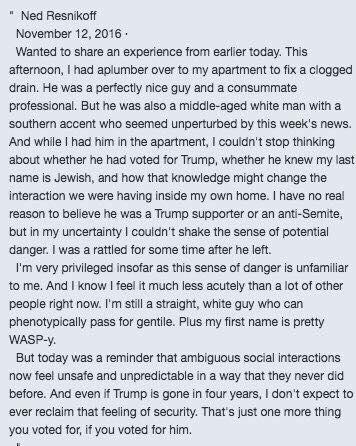 " Ned Resnikoff
November 12, 2016 ·
Wanted to share an experience from earlier today. This
afternoon, I had aplumber over to my apartment to fix a clogged
drain. He was a perfectly nice guy and a consummate
professional. But he was also a middle-aged white man with a
southern accent who seemed unperturbed by this week's news.
And while I had him in the apartment, I couldn't stop thinking
about whether he had voted for Trump, whether he knew my last
name is Jewish, and how that knowledge might change the
interaction we were having inside my own home. I have no real
reason to believe he was a Trump supporter or an anti-Semite,
but in my uncertainty I couldn't shake the sense of potential
danger. I was a rattled for some time after he left.
I'm very privileged insofar as this sense of danger is unfamiliar
to me. And I know I feel it much less acutely than a lot of other
people right now. I'm still a straight, white guy who can
phenotypically pass for gentile. Plus my first name is pretty
WASP-y.
But today was a reminder that ambiguous social interactions
now feel unsafe and unpredictable in a way that they never did
before. And even if Trump is gone in four years, I don't expect to
ever reclaim that feeling of security. That's just one more thing
you voted for, if you voted for him.
"